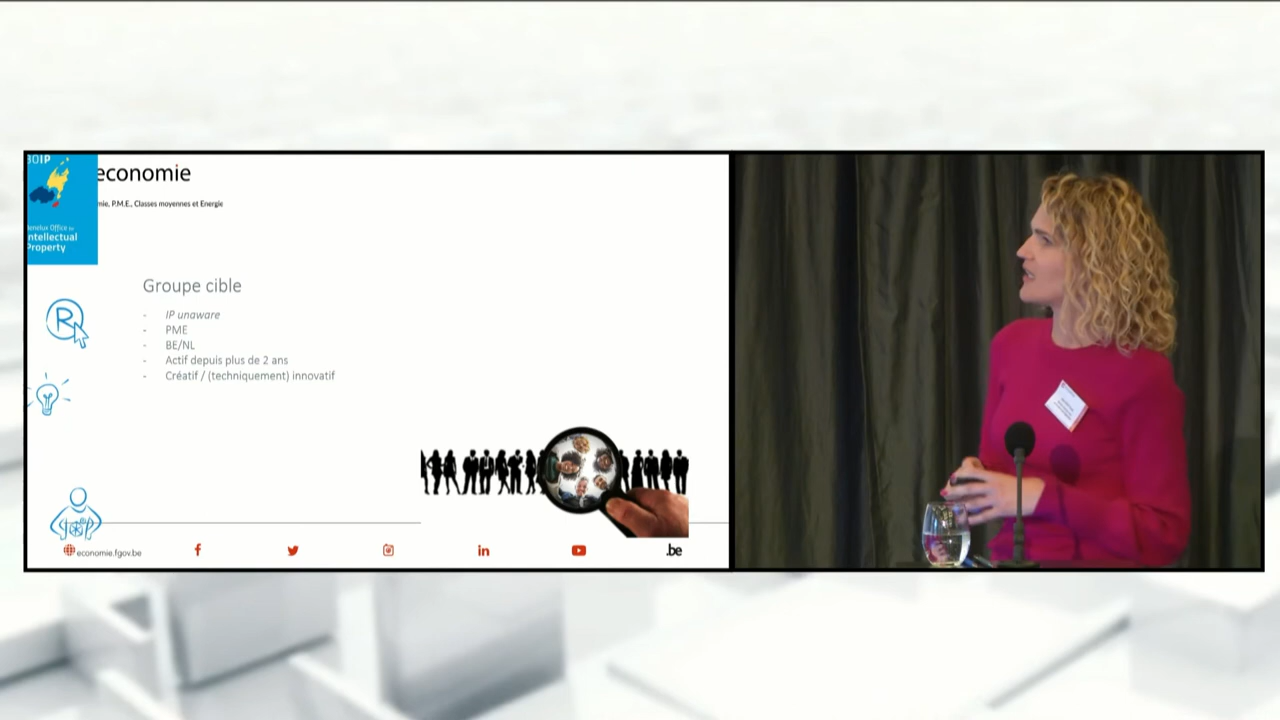 BOIP
economie
mie, P.M.E., Classes moyennes et Energie
Benelux Office for
Intellectual
Property
R
Groupe cible
- IP unaware
- PME
- BE/NL
- Actif depuis plus de 2 ans
- Créatif / (techniquement) innovatif
economie.fgov.be
f
in
.be